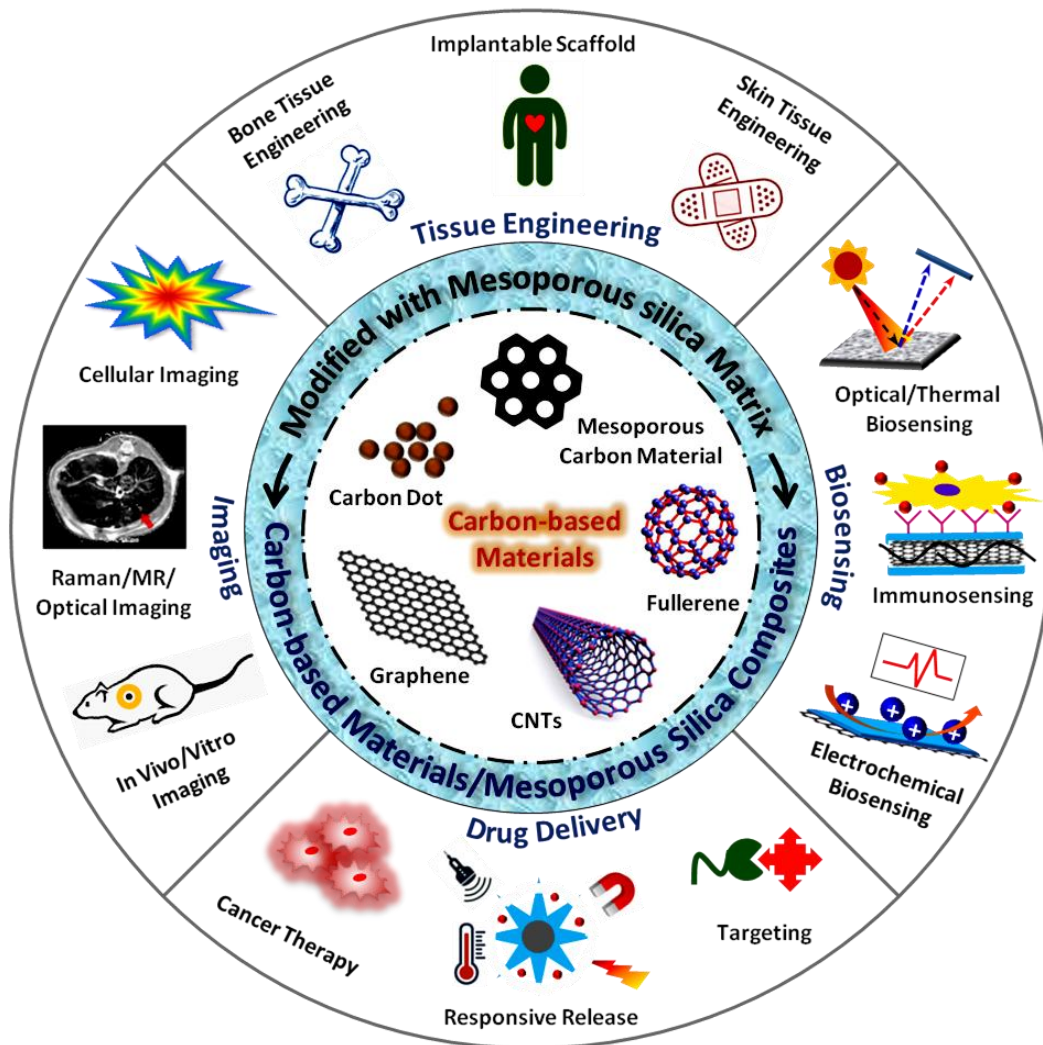 Implantable Scaffold
Bone Tissue
Engineering
Skin Tissue
Engineering
Tissue Engineering
Modified with Mesoporous silica Matrix
Cellular Imaging
Optical/Thermal
Biosensing
Mesoporous
Carbon Material
Carbon Dot
Carbon-based
Materials
Fullerene
Graphene
CNTs
Imaging
Biosensing
Raman/MR/
Optical Imaging
Immunosensing
In Vivo/Vitro
Imaging
Electrochemical
Biosensing
Carbon-based Materials/Mesoporous Silica Composites
Drug Delivery
Cancer Therapy
Targeting
Responsive Release
+
+
+
+